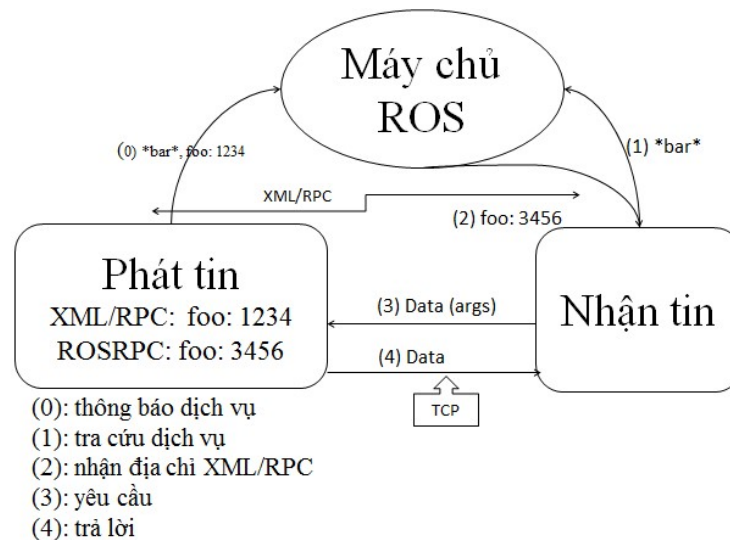 Máy chủ
ROS
(0) *bar*, foo: 1234
(1) *bar*
XML/RPC
(2) foo: 3456
Phát tin
XML/RPC: foo: 1234
ROSRPC: foo: 3456
(3) Data (args)
(4) Data
TCP
Nhận tin
(0): thông báo dịch vụ
(1): tra cứu dịch vụ
(2): nhận địa chỉ XML/RPC
(3): yêu cầu
(4): trả lời